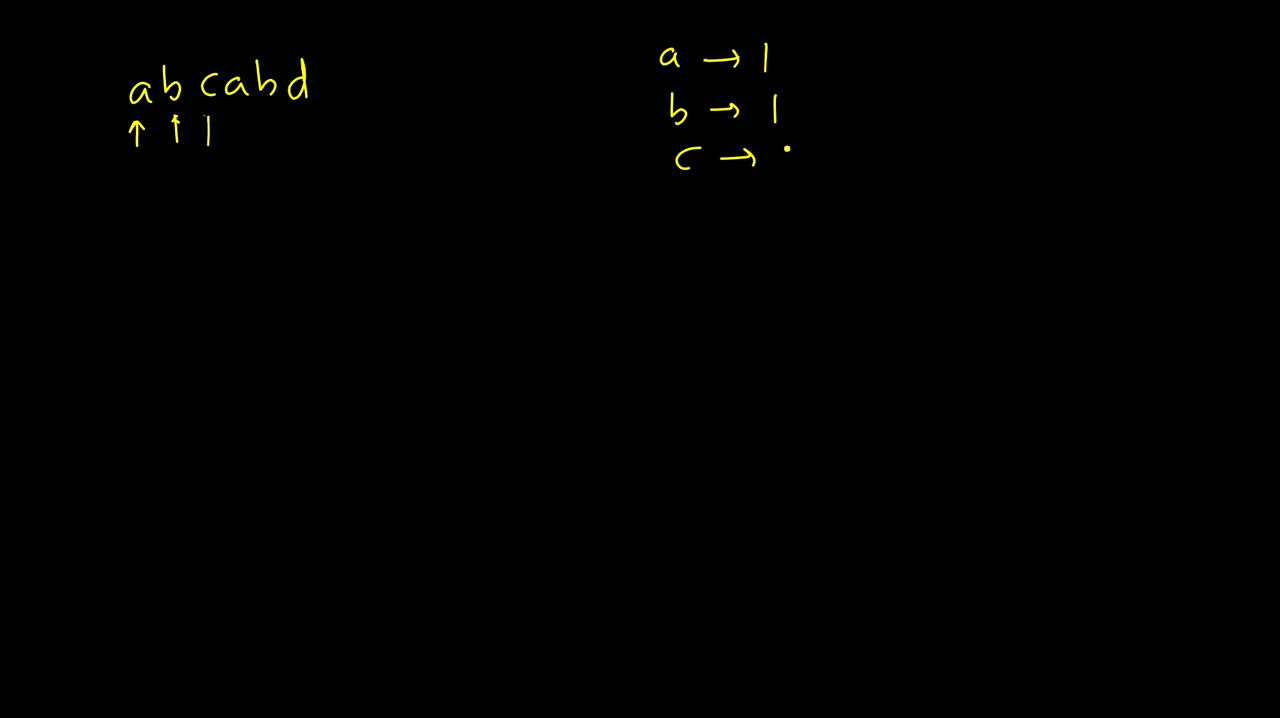 abcabd
↑ ↑ |
a → 1
b → 1
c →